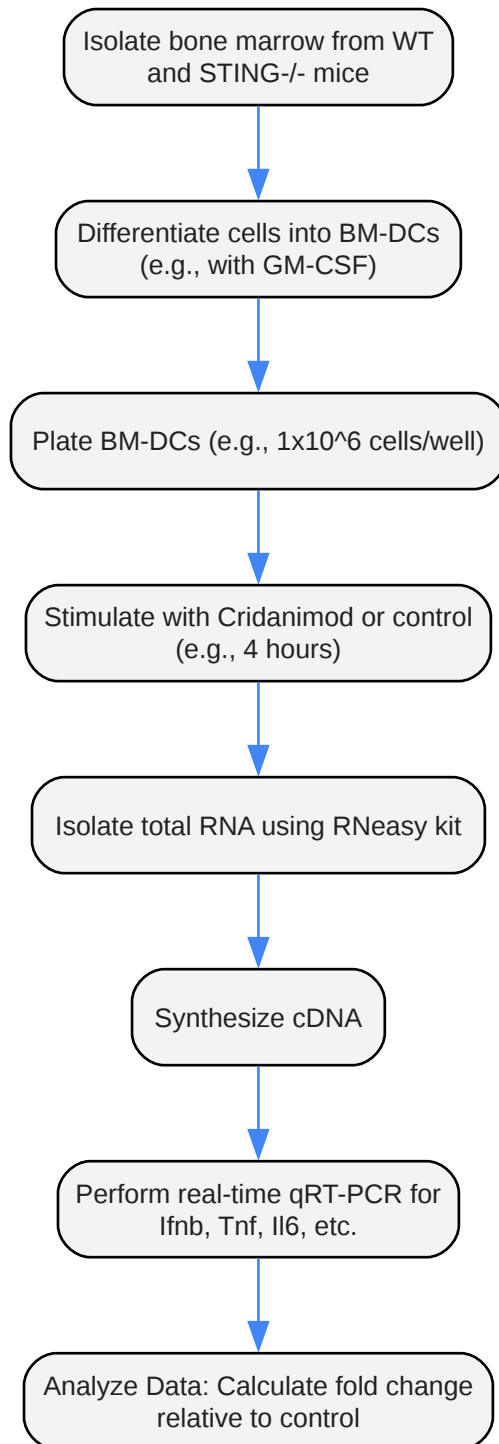 Isolate bone marrow from WT
and STING-/- mice
Differentiate cells into BM-DCs
(e.g., with GM-CSF)
Plate BM-DCs (e.g., 1x10^6 cells/well)
Stimulate with Cridanimod or control
(e.g., 4 hours)
Isolate total RNA using RNeasy kit
Synthesize cDNA
Perform real-time qRT-PCR for
Ifnb, Tnf, Il6, etc.
Analyze Data: Calculate fold change
relative to control